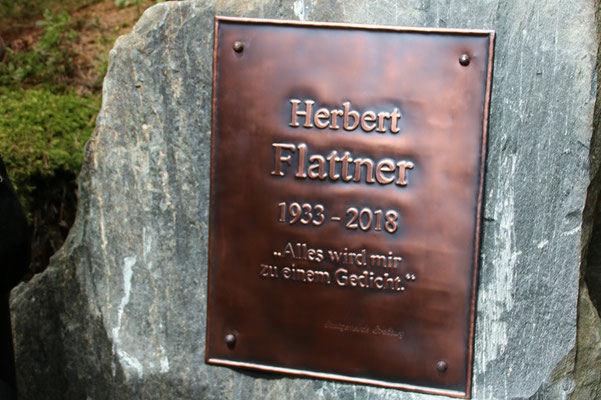 Herbert
Flattner
1933 - 2018
„Alles wird mir
zu einem Gedicht.“